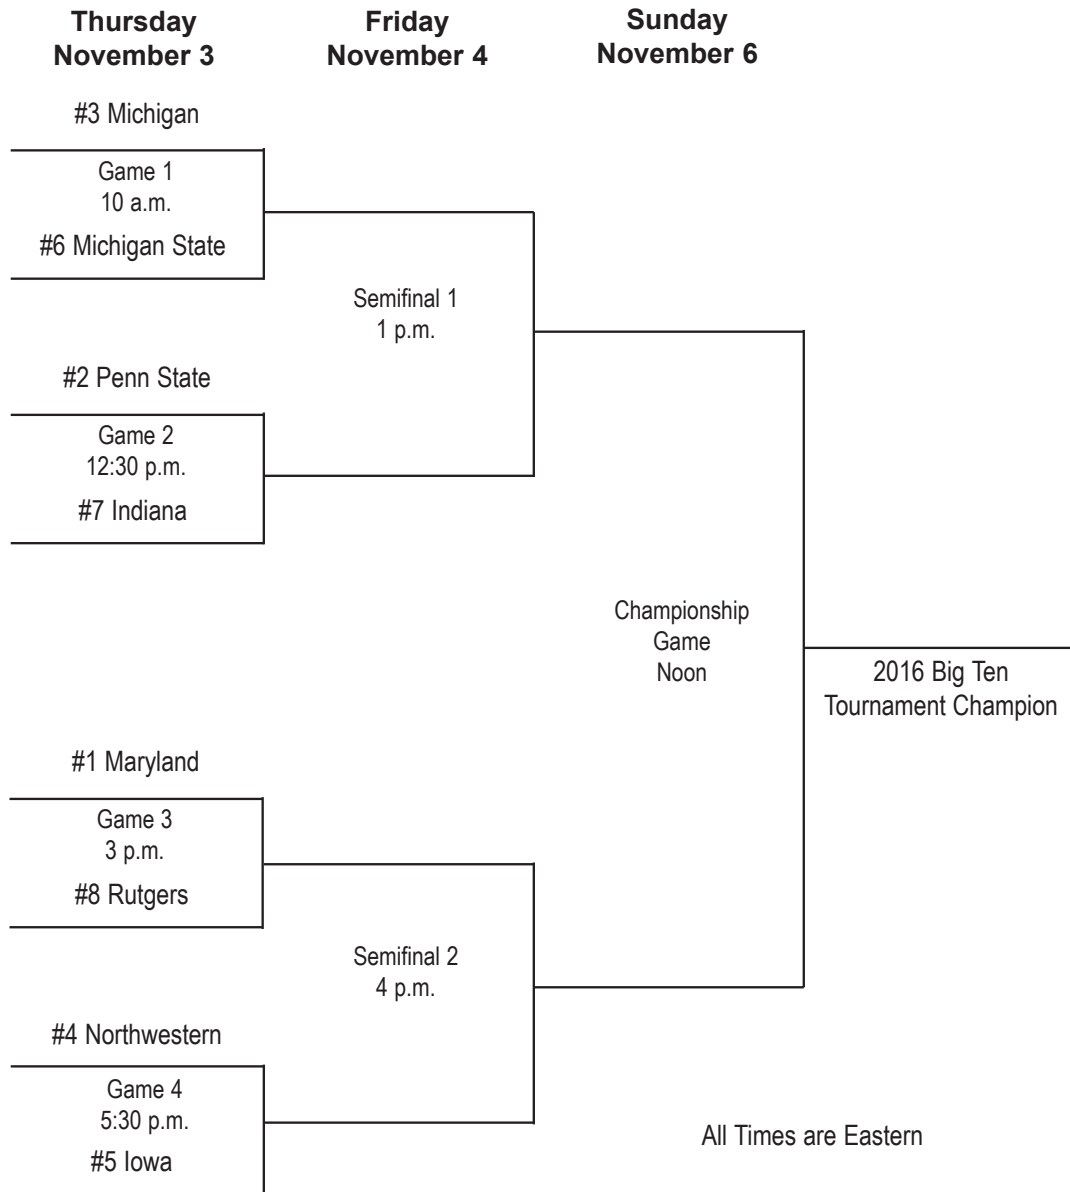 Thursday
November 3
Friday
November 4
Sunday
November 6
#3 Michigan
Game 1
10 a.m.
#6 Michigan State
Semifinal 1
1 p.m.
#2 Penn State
Game 2
12:30 p.m.
#7 Indiana
Championship
Game
Noon
2016 Big Ten
Tournament Champion
#1 Maryland
Game 3
3 p.m.
#8 Rutgers
Semifinal 2
4 p.m.
#4 Northwestern
Game 4
5:30 p.m.
#5 Iowa
All Times are Eastern